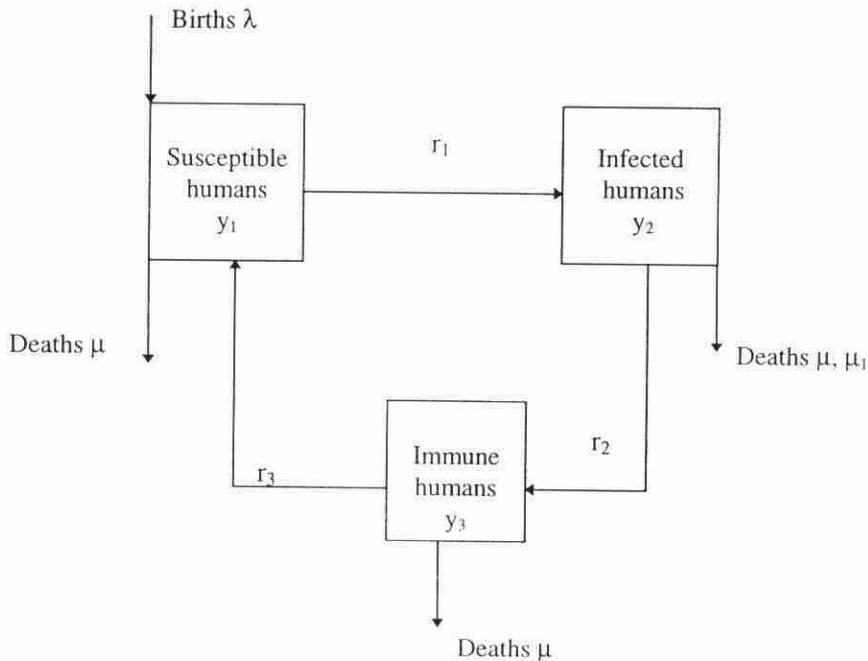 Births λ
Susceptible
humans
y₁
r₁
Infected
humans
y₂
Deaths μ
Deaths μ, μ₁
Immune
humans
y₃
r₂
r₃
Deaths μ